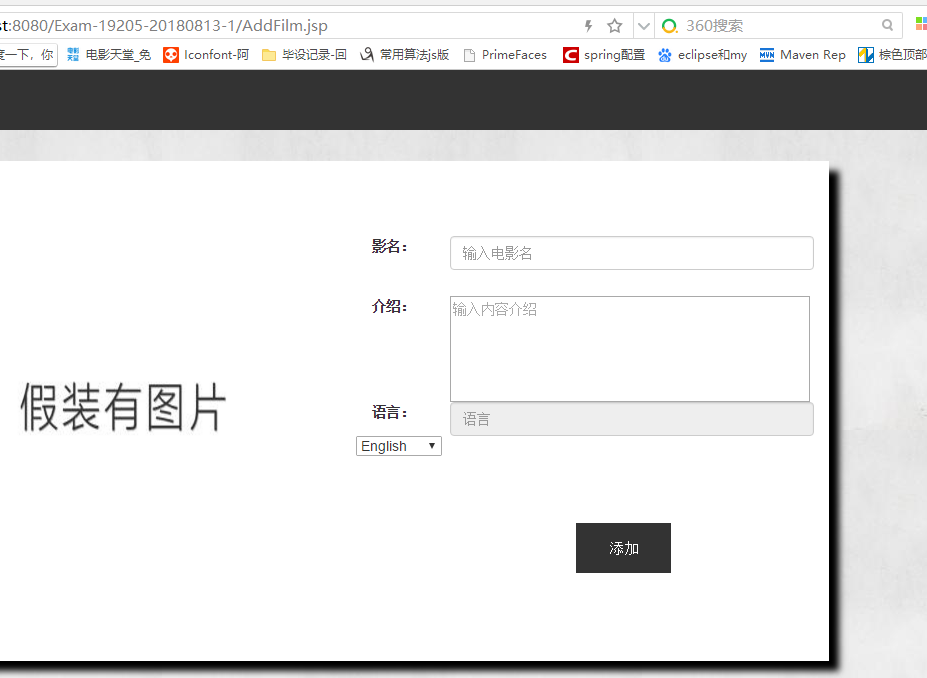 st:8080/Exam-19205-20180813-1/AddFilm.jsp
360搜索
度一下，你
电影天堂_免
Iconfont-阿
毕设记录-回
常用算法js版
PrimeFaces
spring配置
eclipse和my
Maven Rep
棕色顶部
影名：
输入电影名
介绍：
输入内容介绍
假装有图片
语言：
语言
English
添加